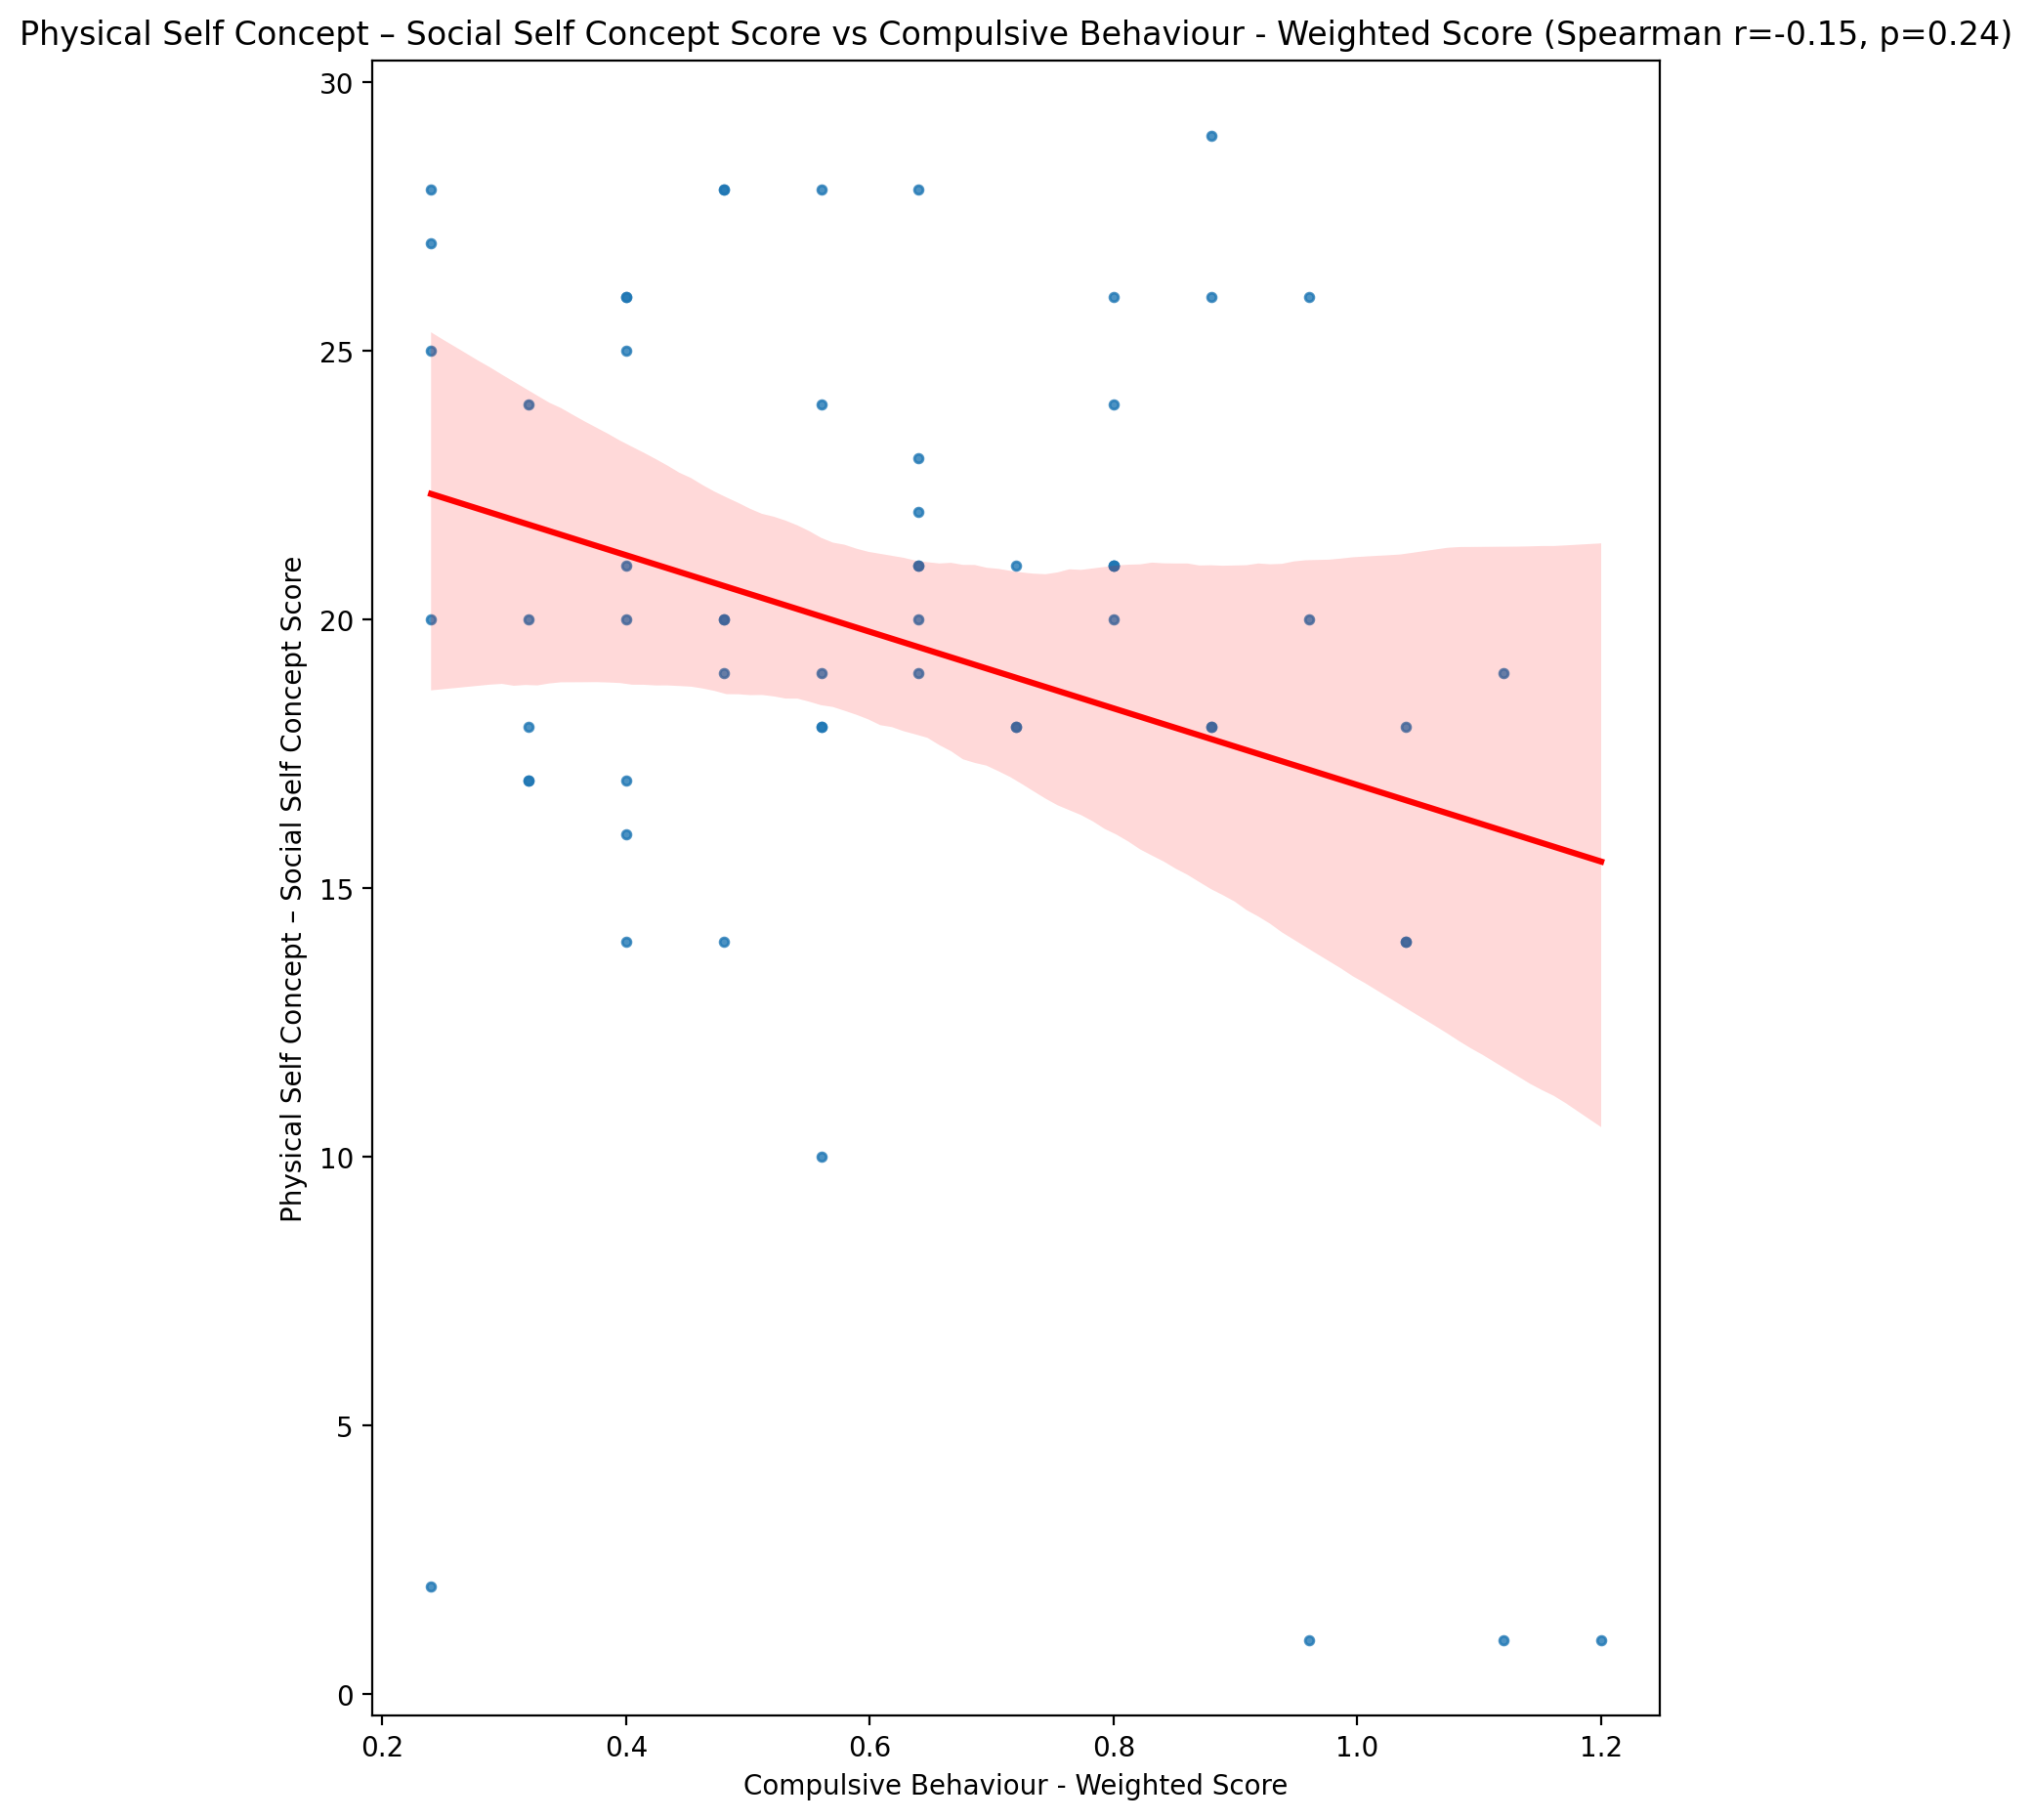 Physical Self Concept – Social Self Concept Score vs Compulsive Behaviour - Weighted Score (Spearman r=-0.15, p=0.24)
Physical Self Concept – Social Self Concept Score
30
25
20
15
10
5
0
0.2 0.4 0.6 0.8 1.0 1.2
Compulsive Behaviour - Weighted Score